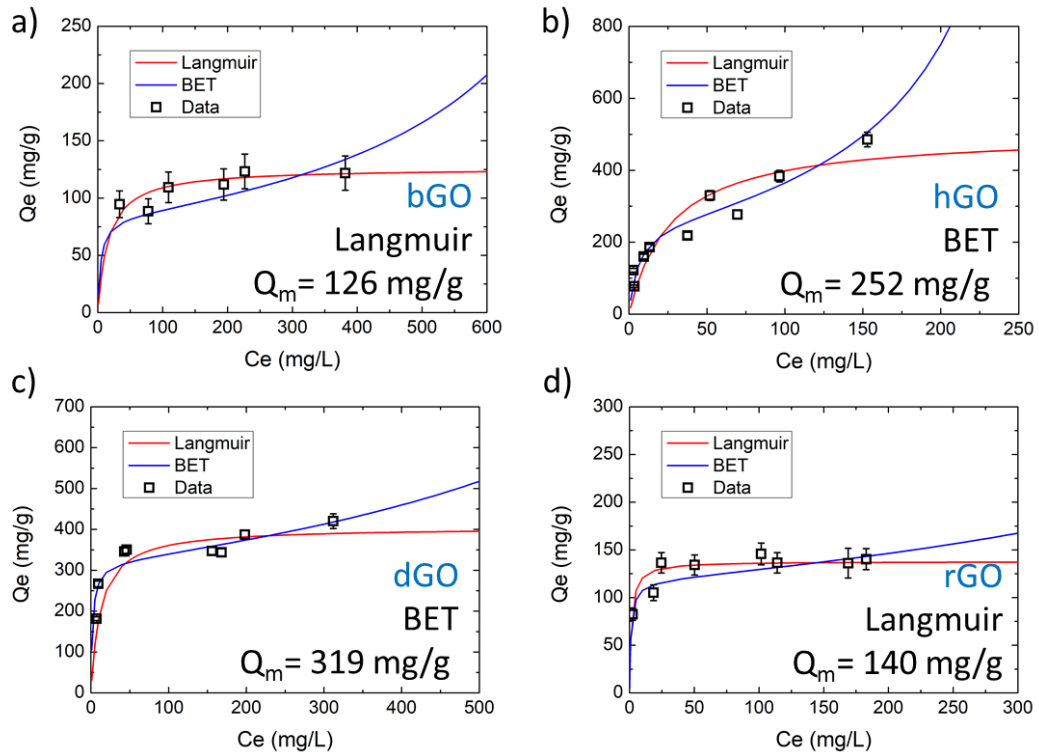 a)
250
200
150
100
50
0
0 100 200 300 400 500 600
Qe (mg/g)
Ce (mg/L)
Langmuir
BET
Data
bGO
Langmuir
Qm= 126 mg/g
b)
800
600
400
200
0
0 50 100 150 200 250
Qe (mg/g)
Ce (mg/L)
Langmuir
BET
Data
hGO
BET
Qm= 252 mg/g
c)
700
600
500
400
300
200
100
0
0 100 200 300 400 500
Qe (mg/g)
Ce (mg/L)
Langmuir
BET
Data
dGO
BET
Qm= 319 mg/g
d)
300
250
200
150
100
50
0
0 50 100 150 200 250 300
Qe (mg/g)
Ce (mg/L)
Langmuir
BET
Data
rGO
Langmuir
Qm= 140 mg/g